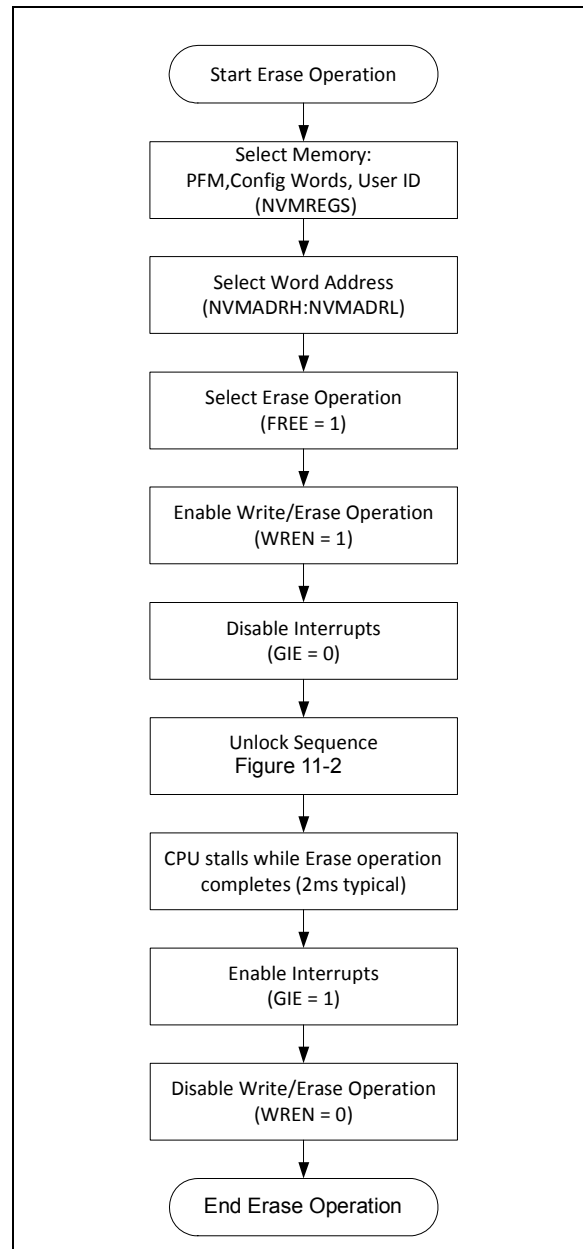 Start Erase Operation
Select Memory:
PFM,Config Words, User ID
(NVMREGS)
Select Word Address
(NVMADRH:NVMADRL)
Select Erase Operation
(FREE = 1)
Enable Write/Erase Operation
(WREN = 1)
Disable Interrupts
(GIE = 0)
Unlock Sequence
Figure 11-2
CPU stalls while Erase operation
completes (2ms typical)
Enable Interrupts
(GIE = 1)
Disable Write/Erase Operation
(WREN = 0)
End Erase Operation